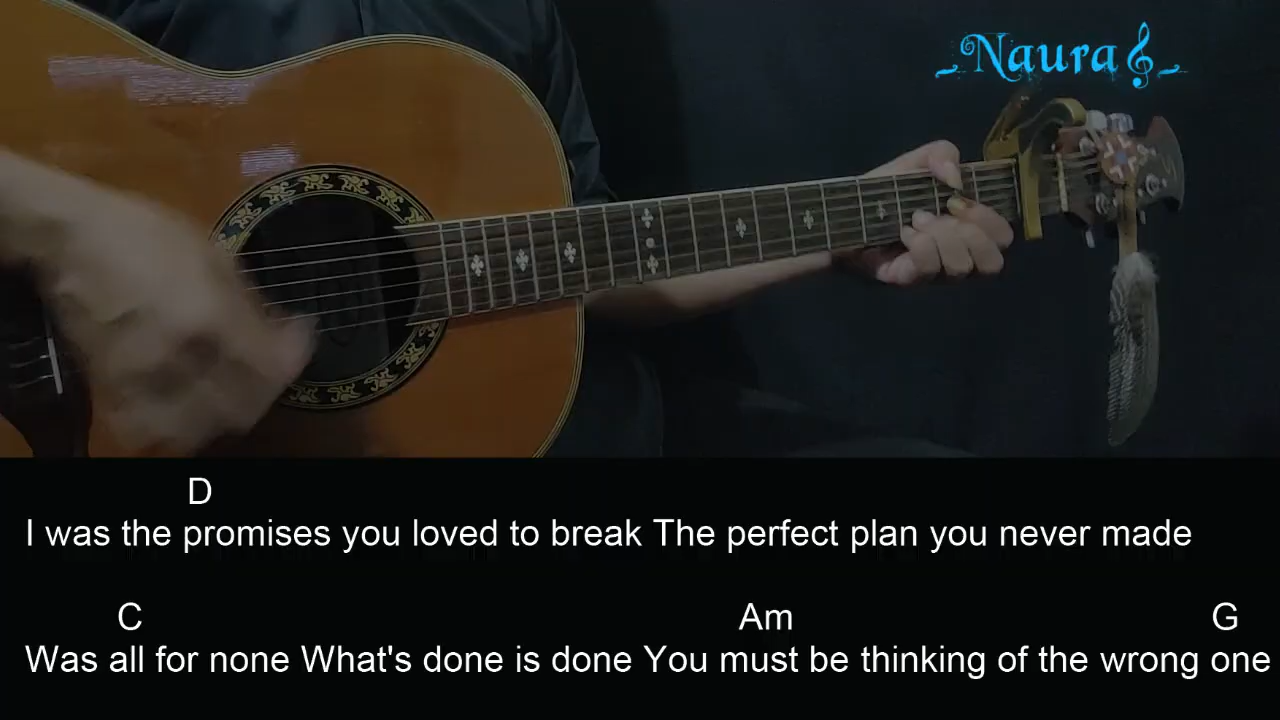 Naura
D
I was the promises you loved to break The perfect plan you never made
C Am G
Was all for none What's done is done You must be thinking of the wrong one